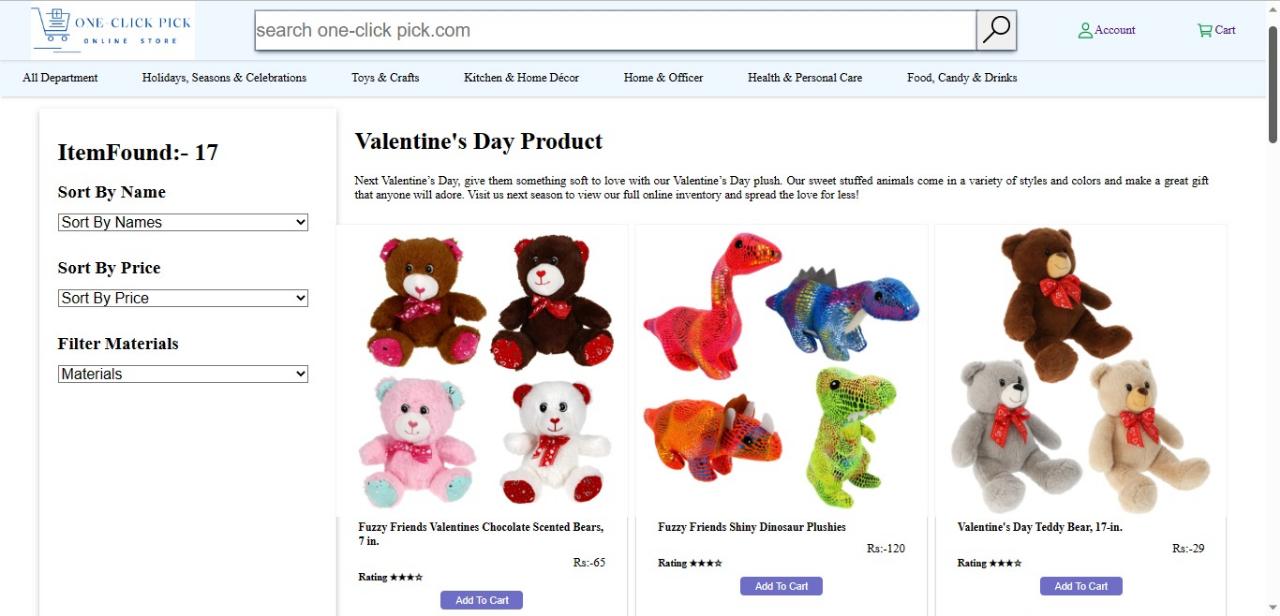 ONE-CLICK PICK
ONLINE STORE
search one-click pick.com
Account
Cart
All Department
Holidays, Seasons & Celebrations
Toys & Crafts
Kitchen & Home Décor
Home & Officer
Health & Personal Care
Food, Candy & Drinks
ItemFound:- 17
Sort By Name
Sort By Names
Sort By Price
Sort By Price
Filter Materials
Materials
Valentine's Day Product
Next Valentine’s Day, give them something soft to love with our Valentine’s Day plush. Our sweet stuffed animals come in a variety of styles and colors and make a great gift
that anyone will adore. Visit us next season to view our full online inventory and spread the love for less!
Fuzzy Friends Valentines Chocolate Scented Bears,
7 in.
Rs:-65
Rating ★★★☆
Add To Cart
Fuzzy Friends Shiny Dinosaur Plushies
Rs:-120
Rating ★★★☆
Add To Cart
Valentine's Day Teddy Bear, 17-in.
Rs:-29
Rating ★★★☆
Add To Cart